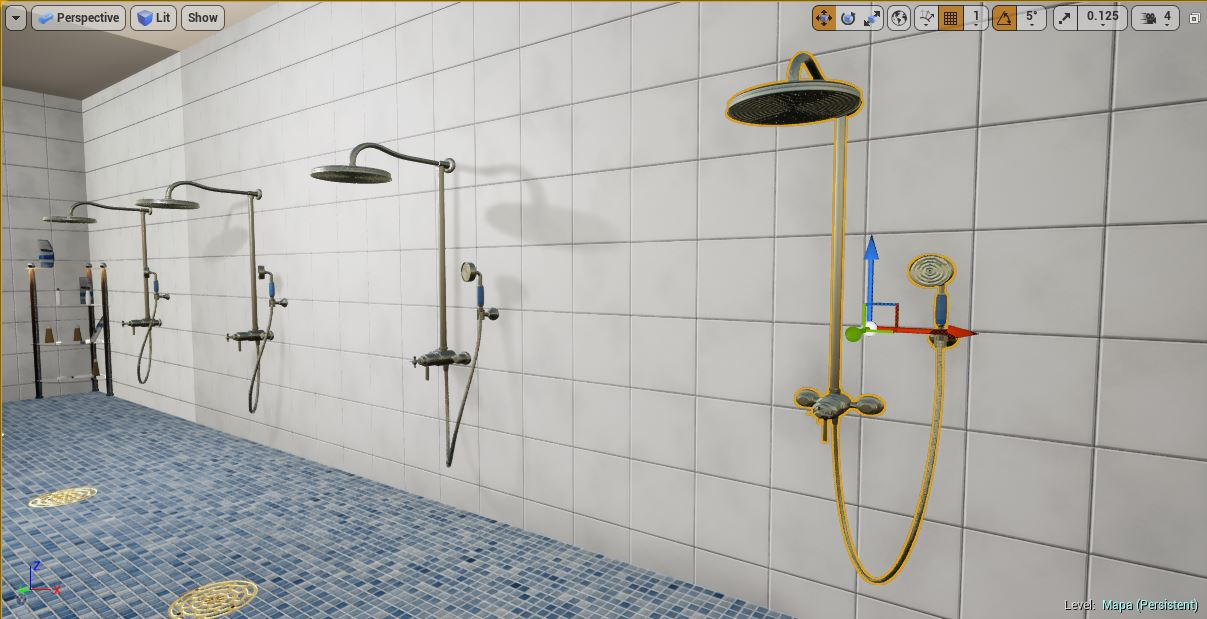 Perspective Lit Show 1 5° 0.125 4
Z
X
Level: Mapa (Persistent)